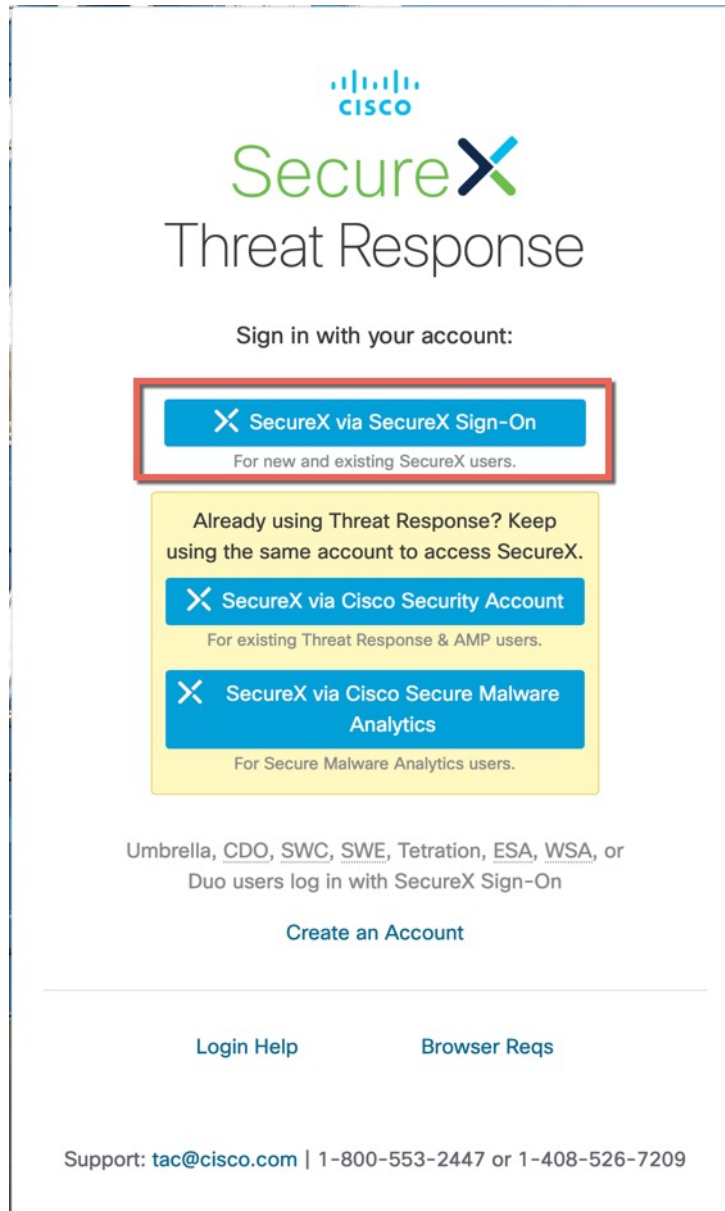 CISCO
SecureX
Threat Response
Sign in with your account:
SecureX via SecureX Sign-On
For new and existing SecureX users.
Already using Threat Response? Keep
using the same account to access SecureX.
SecureX via Cisco Security Account
For existing Threat Response & AMP users.
SecureX via Cisco Secure Malware
Analytics
For Secure Malware Analytics users.
Umbrella, CDO, SWC, SWE, Tetration, ESA, WSA, or
Duo users log in with SecureX Sign-On
Create an Account
Login Help Browser Reqs
Support: tac@cisco.com | 1-800-553-2447 or 1-408-526-7209